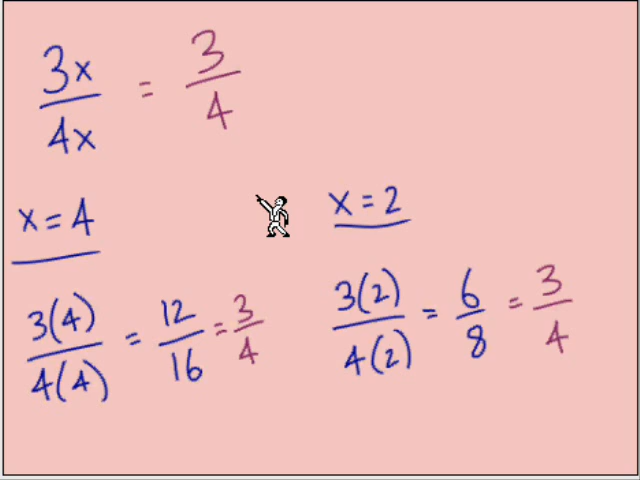 3x/4x = 3/4
x = 4
3(4)/4(4) = 12/16 = 3/4
x = 2
3(2)/4(2) = 6/8 = 3/4